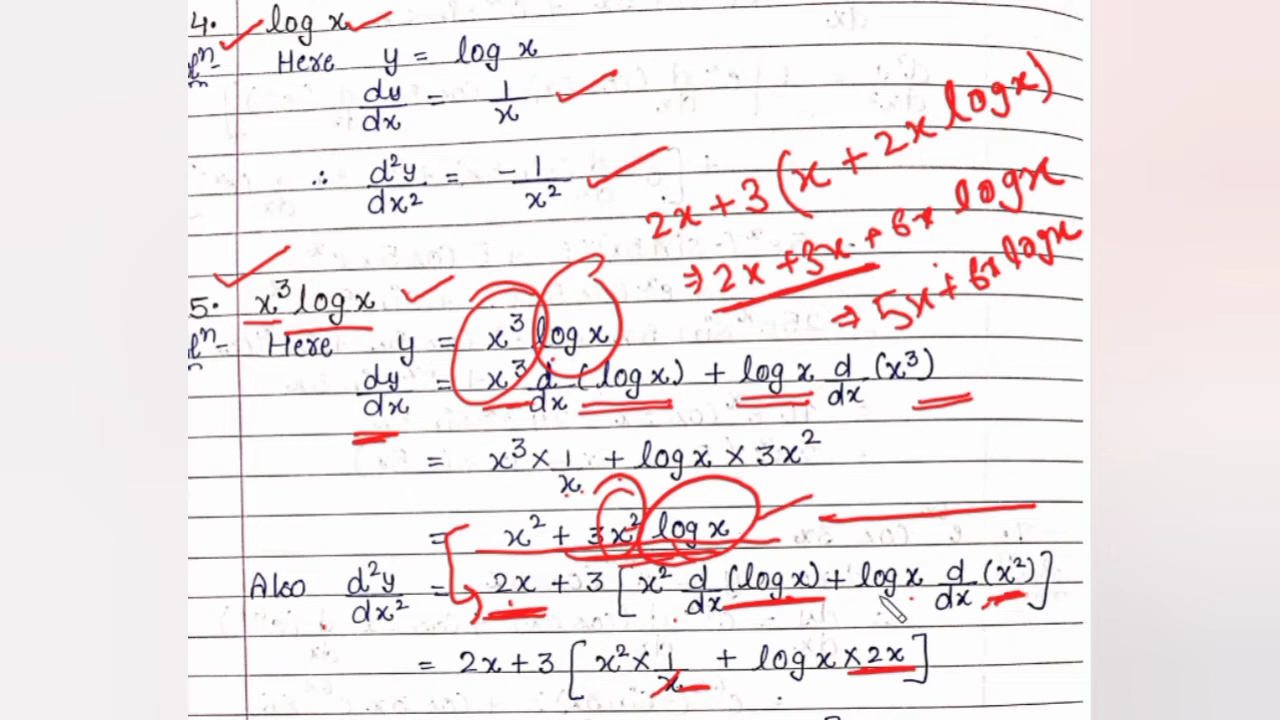 4. log x
Here y = log x
dy/dx = 1/x
∴ d²y/dx² = -1/x²
2x + 3(x + 2x log x)
⇒ 2x + 3x + 6x log x
⇒ 5x + 6x log x
5. x³ log x
Here y = x³ log x
dy/dx = x³ d/dx (log x) + log x d/dx (x³)
= x³ × 1/x + log x × 3x²
= x² + 3x² log x
Also d²y/dx² = 2x + 3 [x² d/dx (log x) + log x d/dx (x²)]
= 2x + 3 [x² × 1/x + log x × 2x]